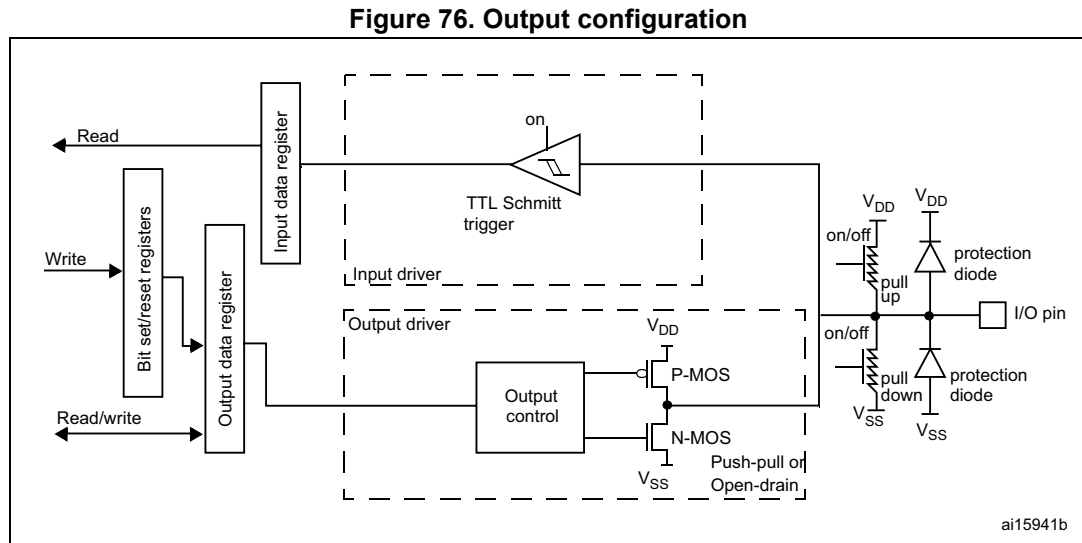 Figure 76. Output configuration
on
Read
Input data register
TTL Schmitt
trigger
Input driver
Write
Bit set/reset registers
Output data register
Read/write
Output driver
VDD
P-MOS
Output
control
N-MOS
VSS
Push-pull or
Open-drain
VDD
VDD
on/off
protection
diode
pull
up
I/O pin
on/off
pull
down
protection
diode
VSS
VSS
ai15941b